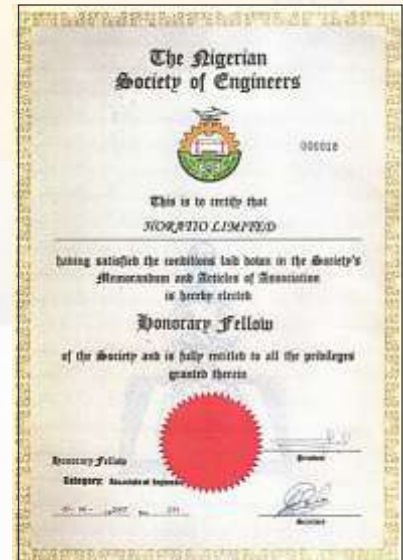 The Nigerian
Society of Engineers
000018
This is to certify that
HORATIO LIMITED
having satisfied the conditions laid down in the Society's
Memorandum and Articles of Association
is hereby elected
Honorary Fellow
of the Society and is fully entitled to all the privileges
granted therein
Honorary Fellow
President
Category:
Secretary